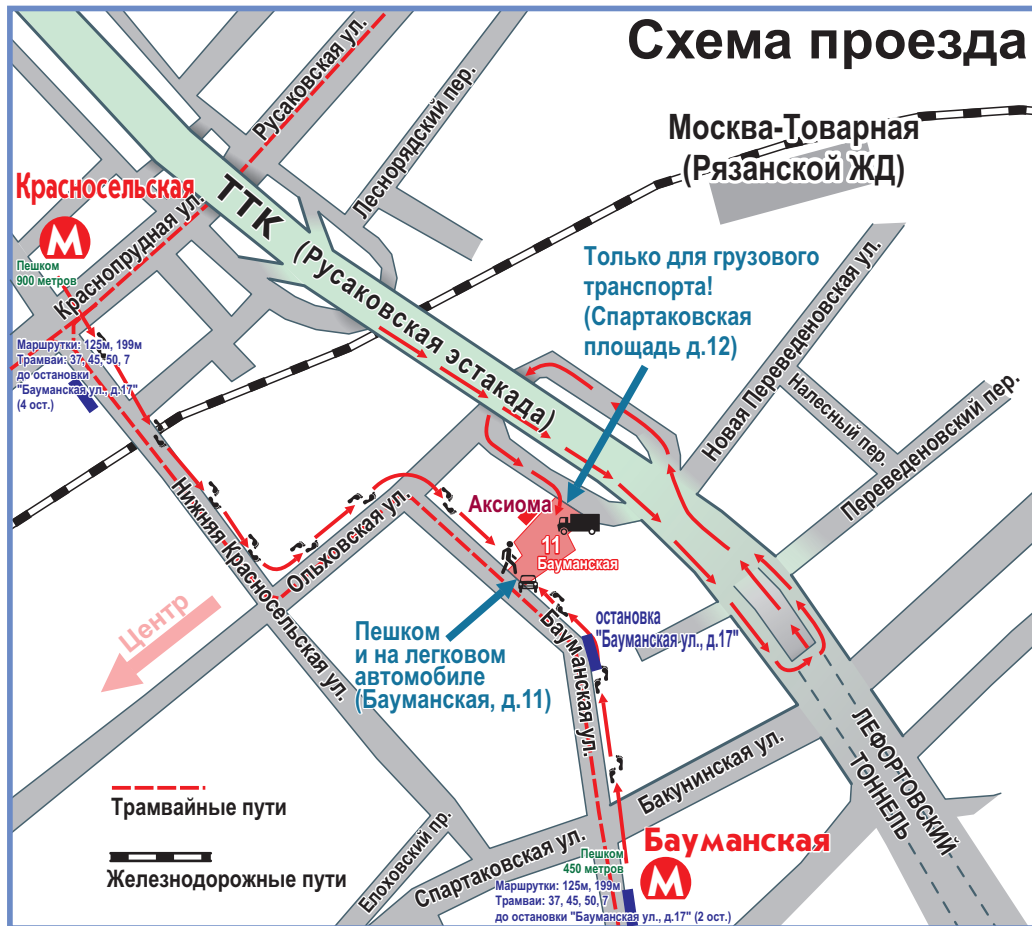 Схема проезда
Русаковская ул.
Леснорядский пер.
Москва-Товарная
(Рязанской ЖД)
Красносельская
М
Пешком
900 метров
Краснопрудная ул.
ТТК (Русаковская эстакада)
Только для грузового
транспорта!
(Спартаковская
площадь д.12)
Маршрутки: 125м, 199м
Трамваи: 37, 45, 50, 7
до остановки
"Бауманская ул., д.17"
(4 ост.)
Новая Переведеновская ул.
Налесный пер.
Переведеновский пер.
Нижняя Красносельская ул.
Ольховская ул.
Аксиома
11
Бауманская
Центр
Пешком
и на легковом
автомобиле
(Бауманская, д.11)
Бауманская ул.
остановка
"Бауманская ул., д.17"
ЛЕФОРТОВСКИЙ
ТОННЕЛЬ
Бакунинская ул.
Трамвайные пути
Железнодорожные пути
Елоховский пр.
Спартаковская ул.
Бауманская
М
Пешком
450 метров
Маршрутки: 125м, 199м
Трамваи: 37, 45, 50, 7
до остановки "Бауманская ул., д.17" (2 ост.)